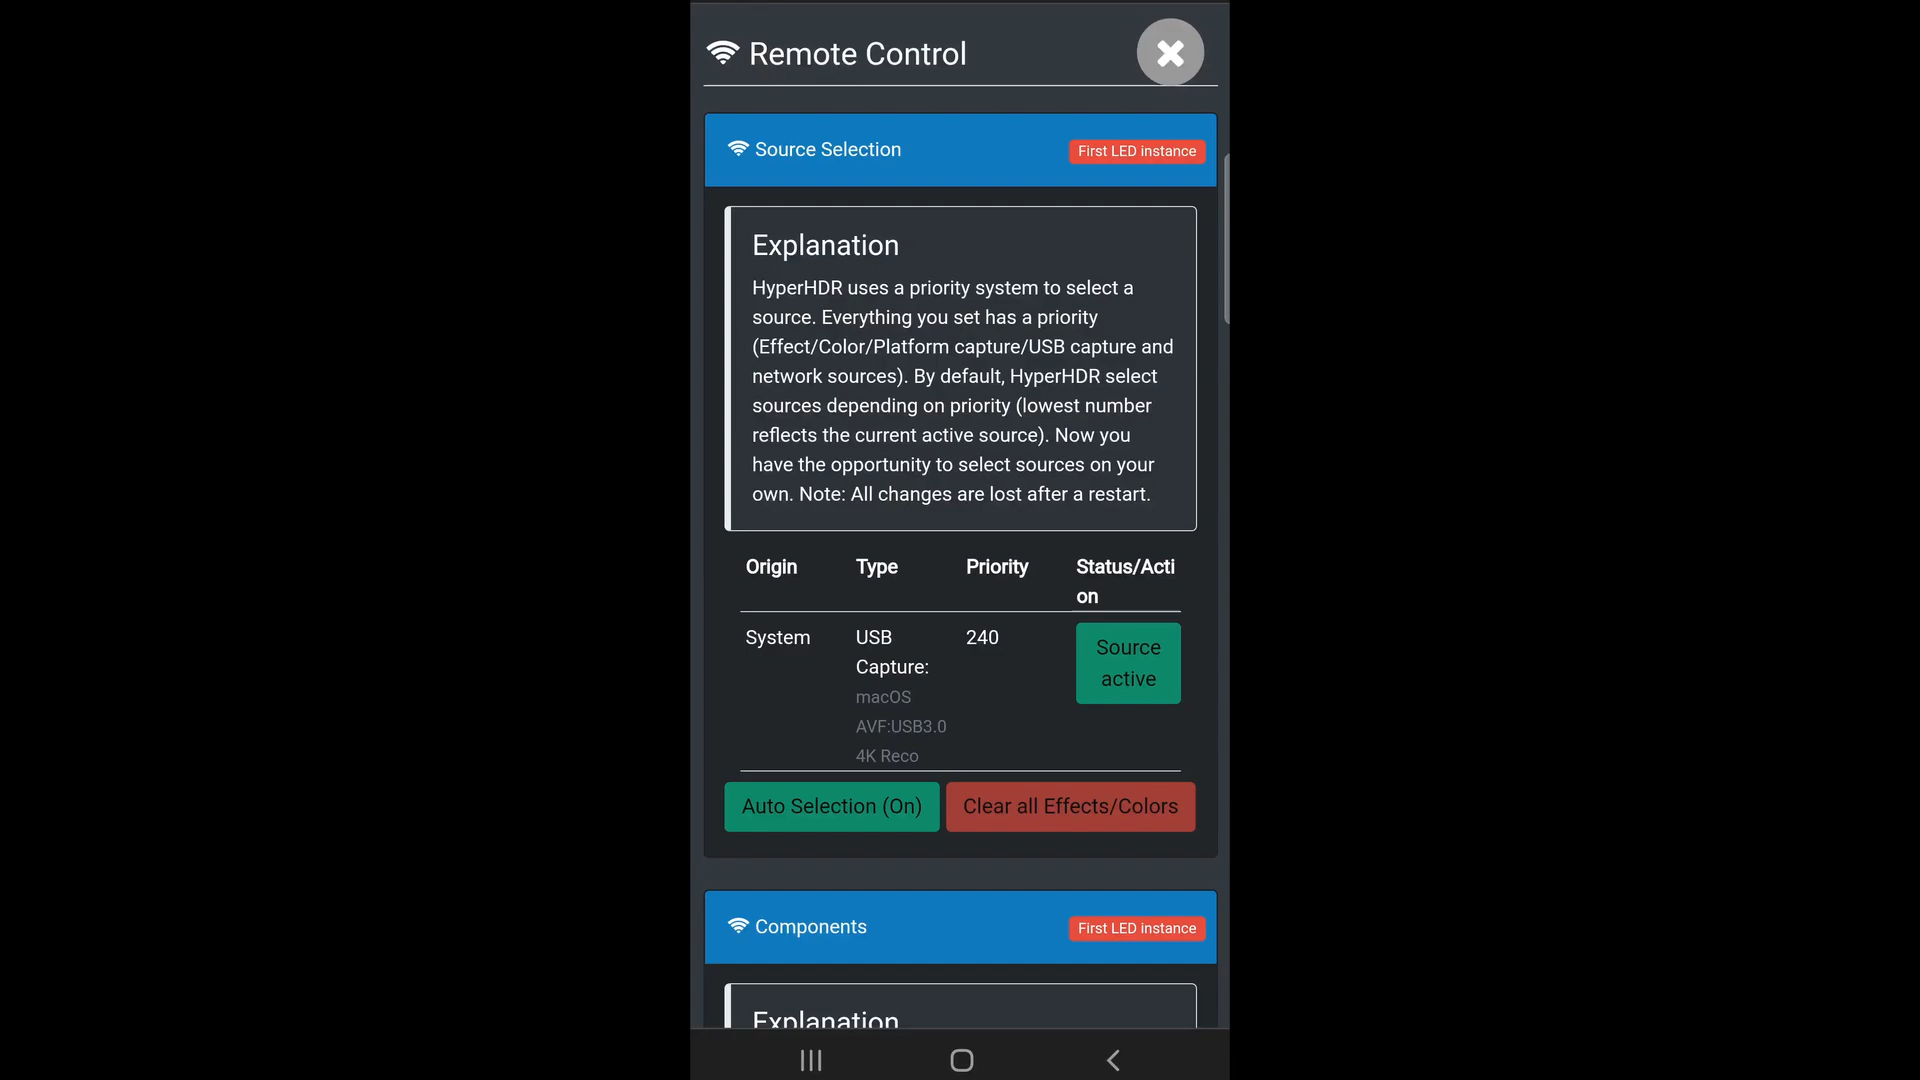 Remote Control
Source Selection
First LED instance
Explanation
HyperHDR uses a priority system to select a
source. Everything you set has a priority
(Effect/Color/Platform capture/USB capture and
network sources). By default, HyperHDR select
sources depending on priority (lowest number
reflects the current active source). Now you
have the opportunity to select sources on your
own. Note: All changes are lost after a restart.
Origin Type Priority Status/Acti
on
System USB 240 Source
Capture: active
macOS
AVF:USB3.0
4K Reco
Auto Selection (On) Clear all Effects/Colors
Components
First LED instance
Explanation